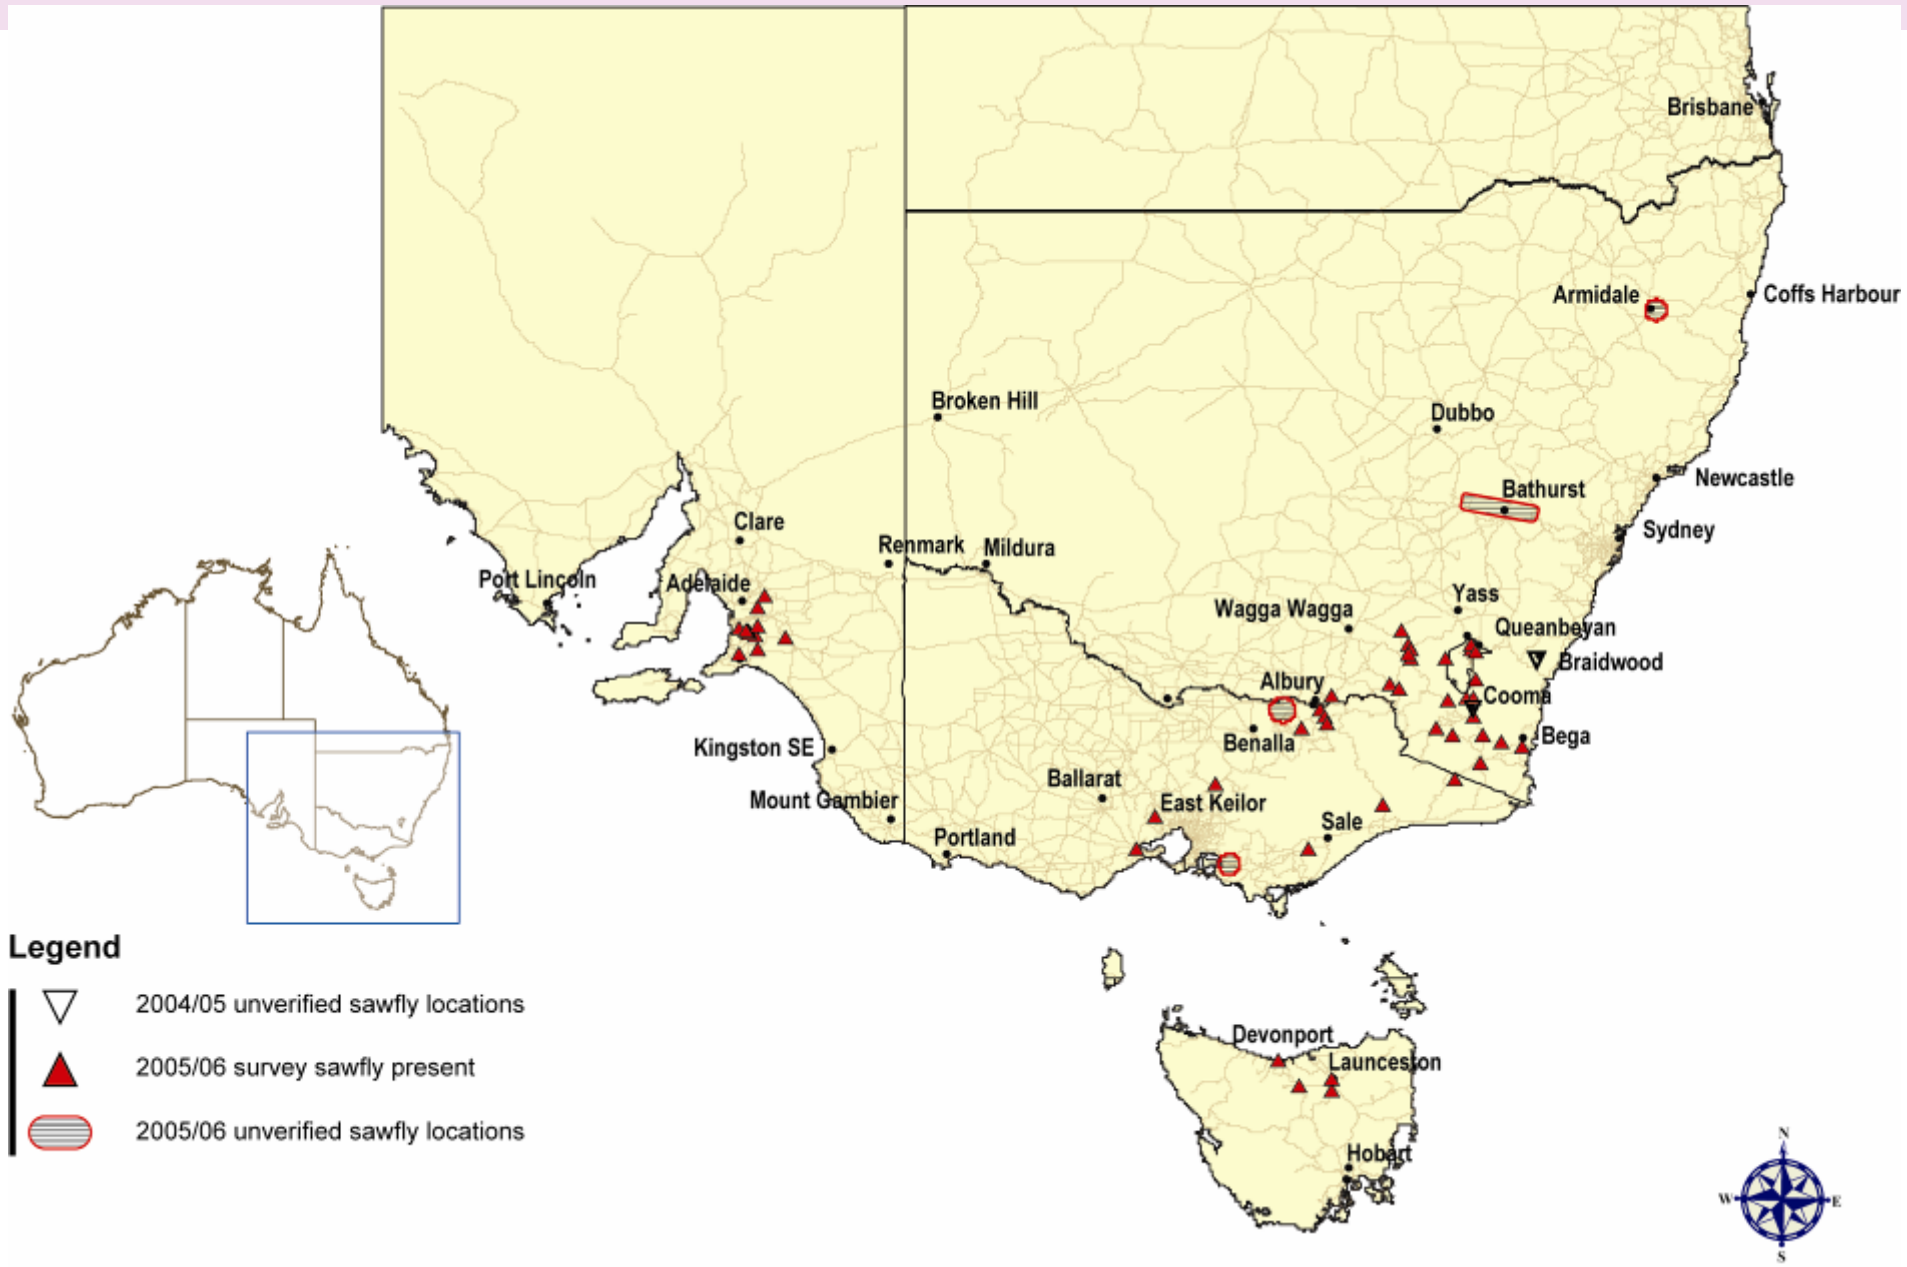 Brisbane
Armidale
Coffs Harbour
Broken Hill
Dubbo
Newcastle
Bathurst
Clare
Sydney
Renmark
Mildura
Port Lincoln
Adelaide
Yass
Wagga Wagga
Queanbeyan
Braidwood
Albury
Cooma
Kingston SE
Benalla
Bega
Ballarat
Mount Gambier
East Keilor
Sale
Portland
Legend
2004/05 unverified sawfly locations
2005/06 survey sawfly present
2005/06 unverified sawfly locations
Devonport
Launceston
Hobart
N
W
E
S